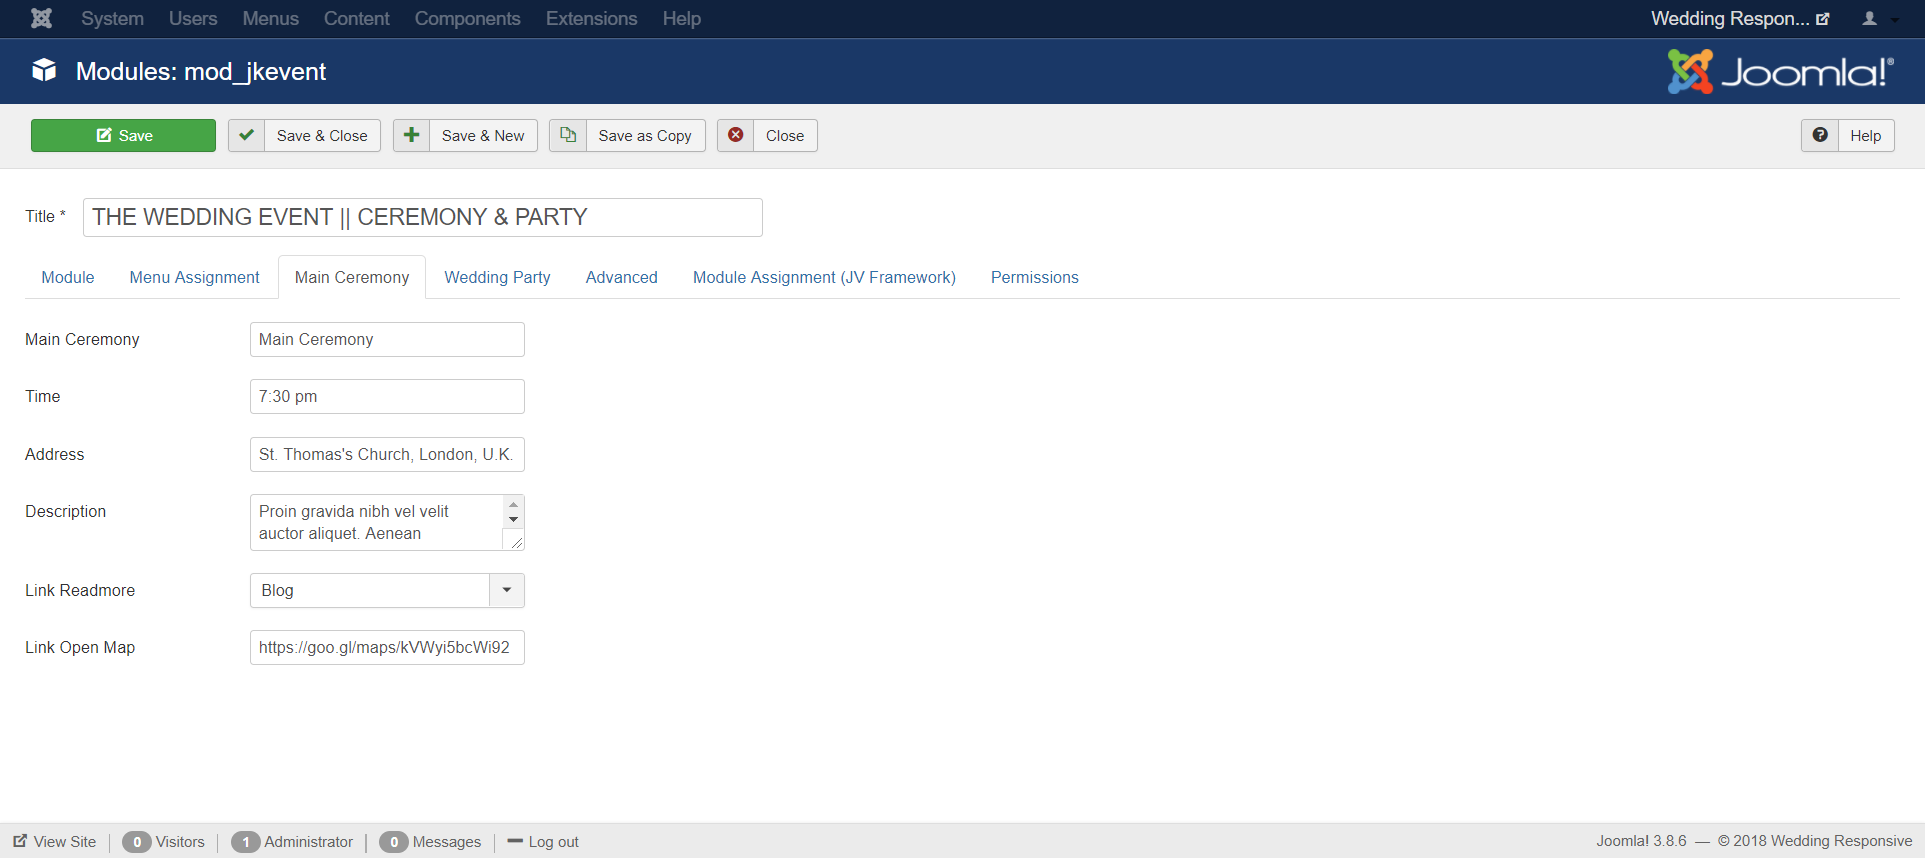 System Users Menus Content Components Extensions Help Wedding Respon...
Modules: mod_jkevent Joomla!®
Save Save & Close Save & New Save as Copy Close Help
Title * THE WEDDING EVENT || CEREMONY & PARTY
Module Menu Assignment Main Ceremony Wedding Party Advanced Module Assignment (JV Framework) Permissions
Main Ceremony Main Ceremony
Time 7:30 pm
Address St. Thomas's Church, London, U.K.
Description Proin gravida nibh vel velit
auctor aliquet. Aenean
Link Readmore Blog
Link Open Map https://goo.gl/maps/kVWyi5bcWi92
View Site 0 Visitors 1 Administrator 0 Messages Log out Joomla! 3.8.6 — © 2018 Wedding Responsive